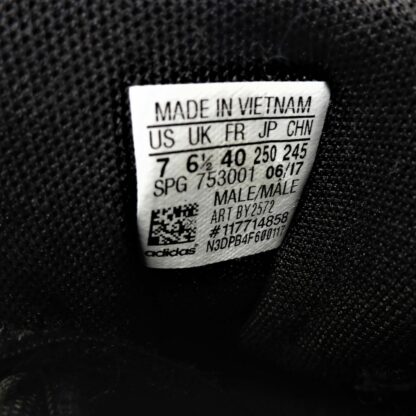 MADE IN VIETNAM
US UK FR JP CHN
7 6½ 40 250 245
SPG 753001 06/17
MALE/MÂLE
ART BY2572
#117714858
N3DPB4F600117
adidas